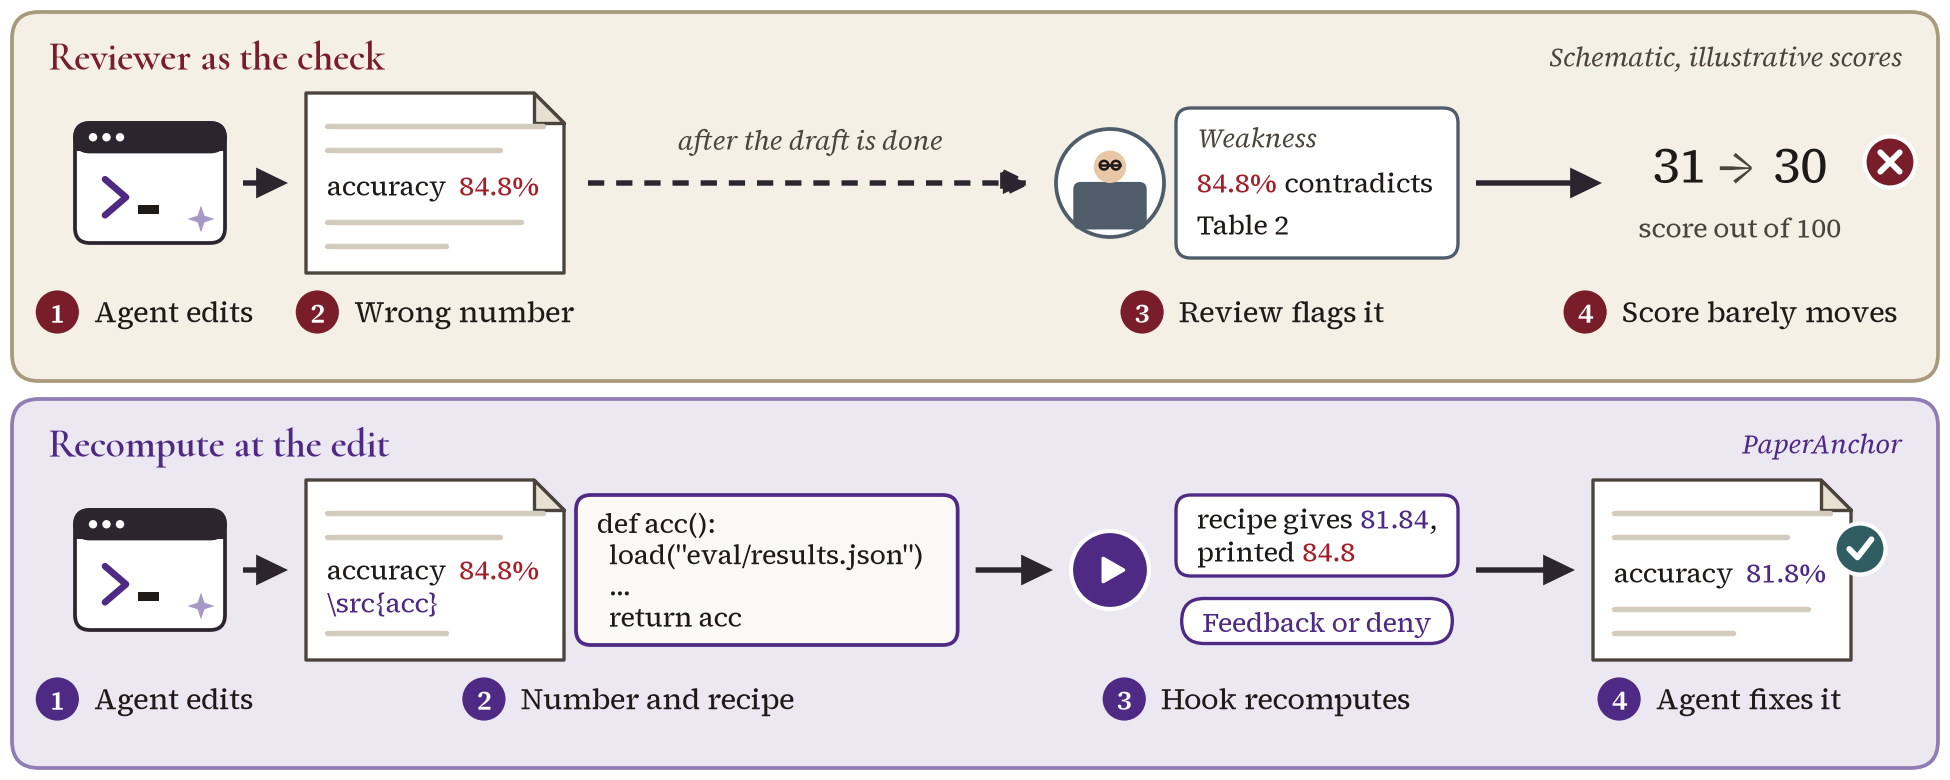 Reviewer as the check
Schematic, illustrative scores
accuracy 84.8%
after the draft is done
Weakness
84.8% contradicts
Table 2
31 → 30
score out of 100
1 Agent edits
2 Wrong number
3 Review flags it
4 Score barely moves
Recompute at the edit
PaperAnchor
accuracy 84.8%
\src{acc}
def acc():
load("eval/results.json")
...
return acc
recipe gives 81.84,
printed 84.8
Feedback or deny
accuracy 81.8%
1 Agent edits
2 Number and recipe
3 Hook recomputes
4 Agent fixes it